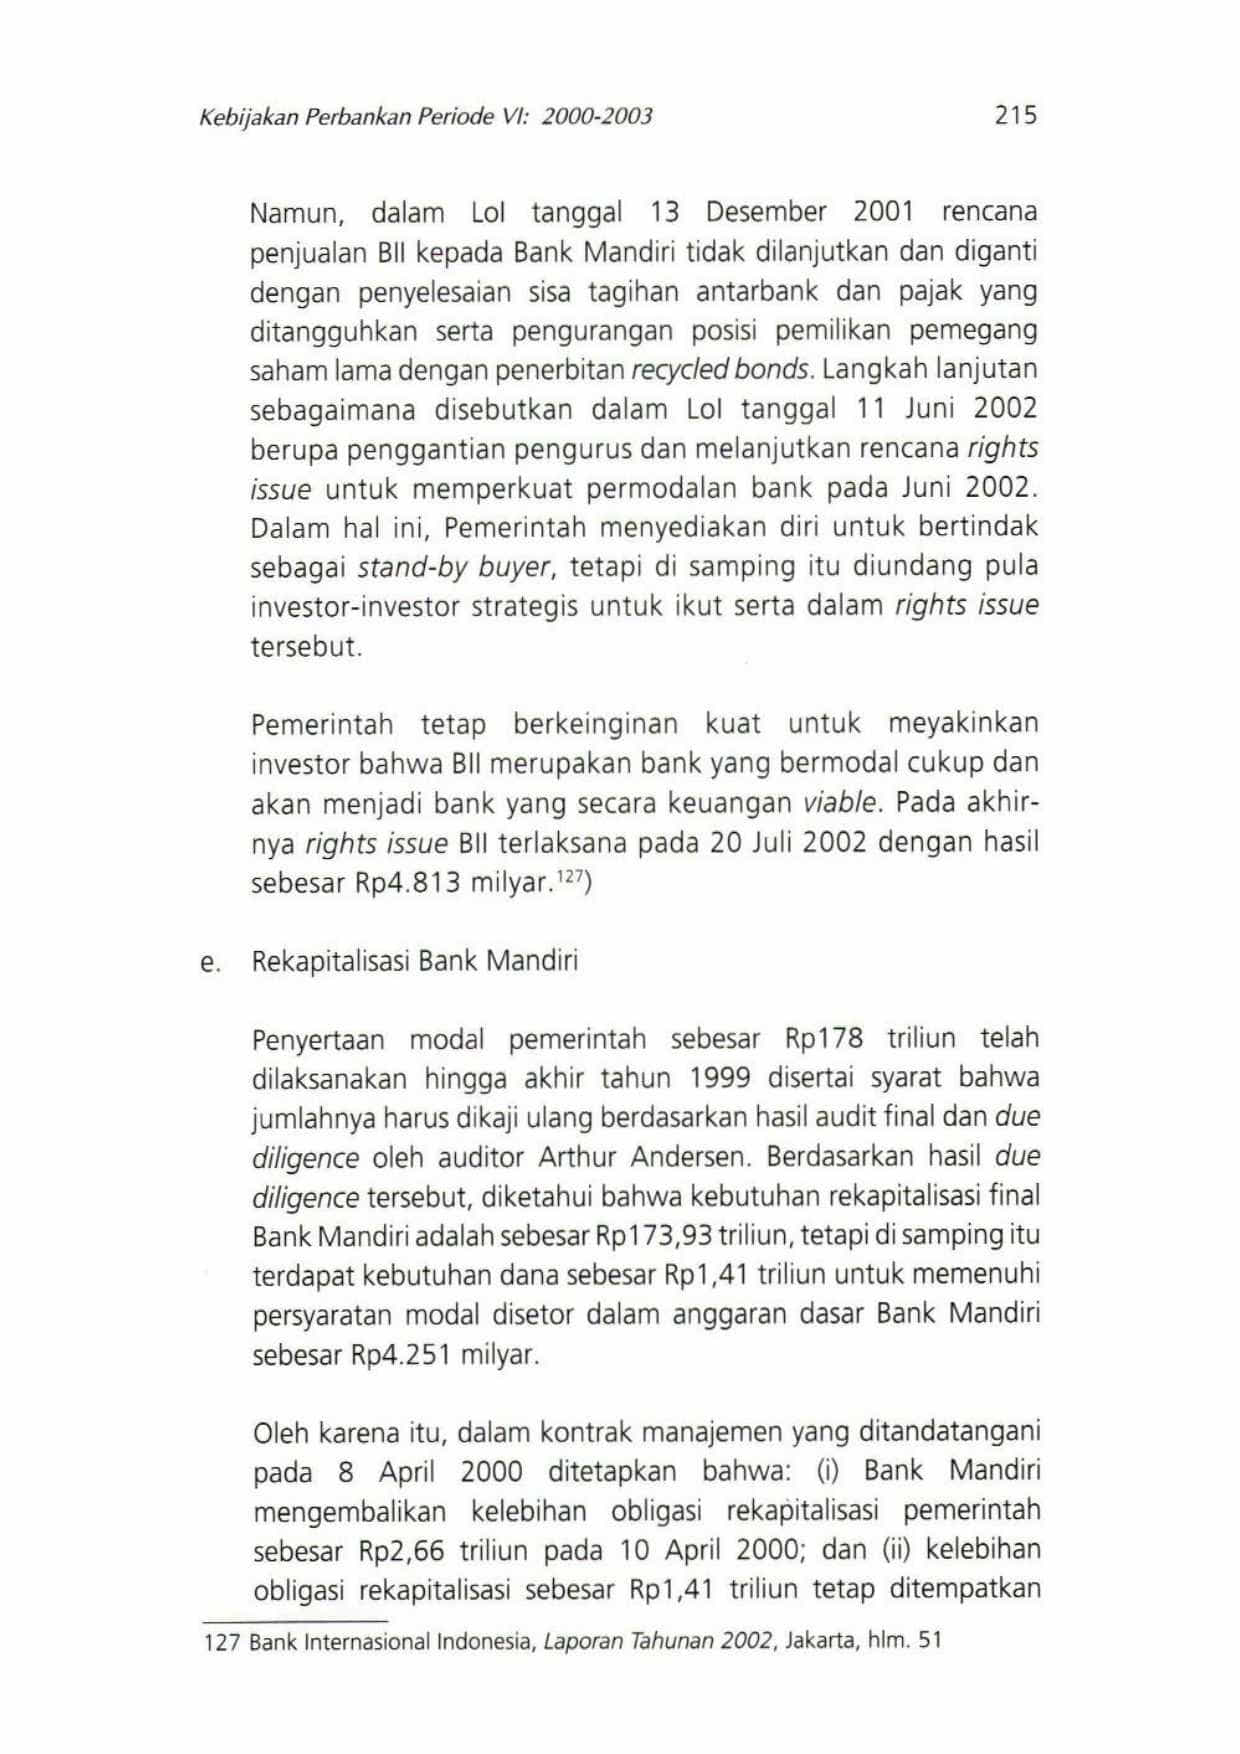 Kebijakan Perbankan Periode VI: 2000-2003 215
Namun, dalam LoI tanggal 13 Desember 2001 rencana
penjualan BII kepada Bank Mandiri tidak dilanjutkan dan diganti
dengan penyelesaian sisa tagihan antarbank dan pajak yang
ditangguhkan serta pengurangan posisi pemilikan pemegang
saham lama dengan penerbitan recycled bonds. Langkah lanjutan
sebagaimana disebutkan dalam LoI tanggal 11 Juni 2002
berupa penggantian pengurus dan melanjutkan rencana rights
issue untuk memperkuat permodalan bank pada Juni 2002.
Dalam hal ini, Pemerintah menyediakan diri untuk bertindak
sebagai stand-by buyer, tetapi di samping itu diundang pula
investor-investor strategis untuk ikut serta dalam rights issue
tersebut.
Pemerintah tetap berkeinginan kuat untuk meyakinkan
investor bahwa BII merupakan bank yang bermodal cukup dan
akan menjadi bank yang secara keuangan viable. Pada akhir-
nya rights issue BII terlaksana pada 20 Juli 2002 dengan hasil
sebesar Rp4.813 milyar.127)
e. Rekapitalisasi Bank Mandiri
Penyertaan modal pemerintah sebesar Rp178 triliun telah
dilaksanakan hingga akhir tahun 1999 disertai syarat bahwa
jumlahnya harus dikaji ulang berdasarkan hasil audit final dan due
diligence oleh auditor Arthur Andersen. Berdasarkan hasil due
diligence tersebut, diketahui bahwa kebutuhan rekapitalisasi final
Bank Mandiri adalah sebesar Rp173,93 triliun, tetapi di samping itu
terdapat kebutuhan dana sebesar Rp1,41 triliun untuk memenuhi
persyaratan modal disetor dalam anggaran dasar Bank Mandiri
sebesar Rp4.251 milyar.
Oleh karena itu, dalam kontrak manajemen yang ditandatangani
pada 8 April 2000 ditetapkan bahwa: (i) Bank Mandiri
mengembalikan kelebihan obligasi rekapitalisasi pemerintah
sebesar Rp2,66 triliun pada 10 April 2000; dan (ii) kelebihan
obligasi rekapitalisasi sebesar Rp1,41 triliun tetap ditempatkan
127 Bank Internasional Indonesia, Laporan Tahunan 2002, Jakarta, hlm. 51